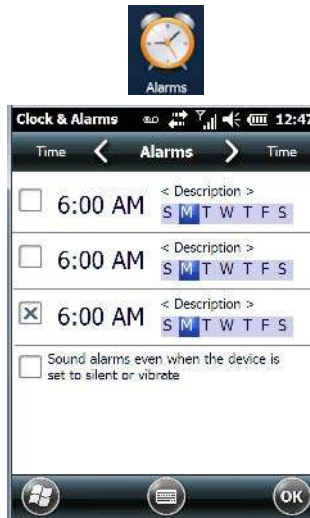 Alarms
Clock & Alarms 12:47
Time Alarms Time
6:00 AM < Description >
S M T W T F S
6:00 AM < Description >
S M T W T F S
6:00 AM < Description >
S M T W T F S
Sound alarms even when the device is
set to silent or vibrate
OK